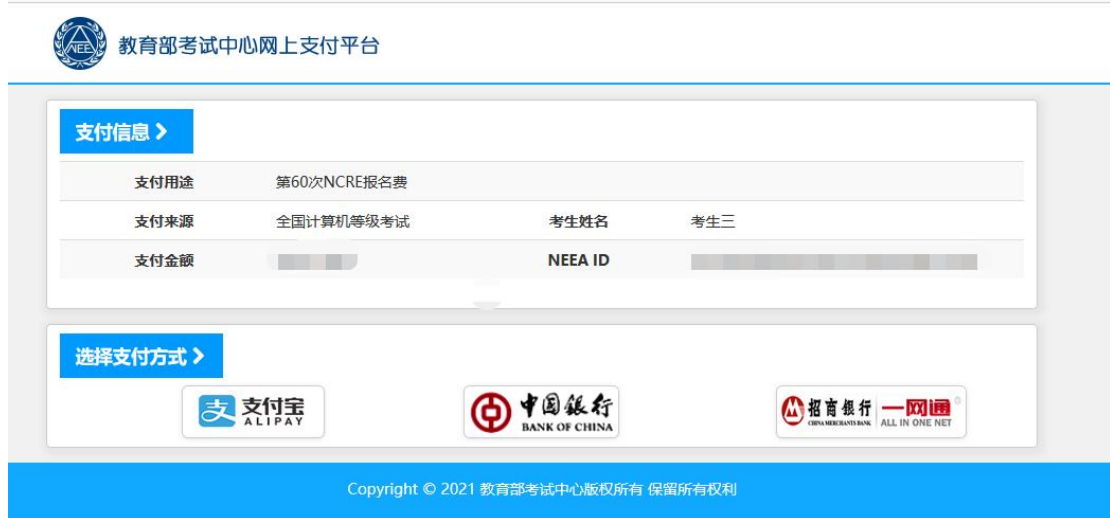 NEEA
教育部考试中心网上支付平台
支付信息
支付用途 第60次NCRE报名费
支付来源 全国计算机等级考试 考生姓名 考生三
支付金额 NEEA ID
选择支付方式
支 支付宝 ALIPAY
中国银行 BANK OF CHINA
招商银行 CHINA MERCHANTS BANK 一网通 ALL IN ONE NET
Copyright © 2021 教育部考试中心版权所有 保留所有权利